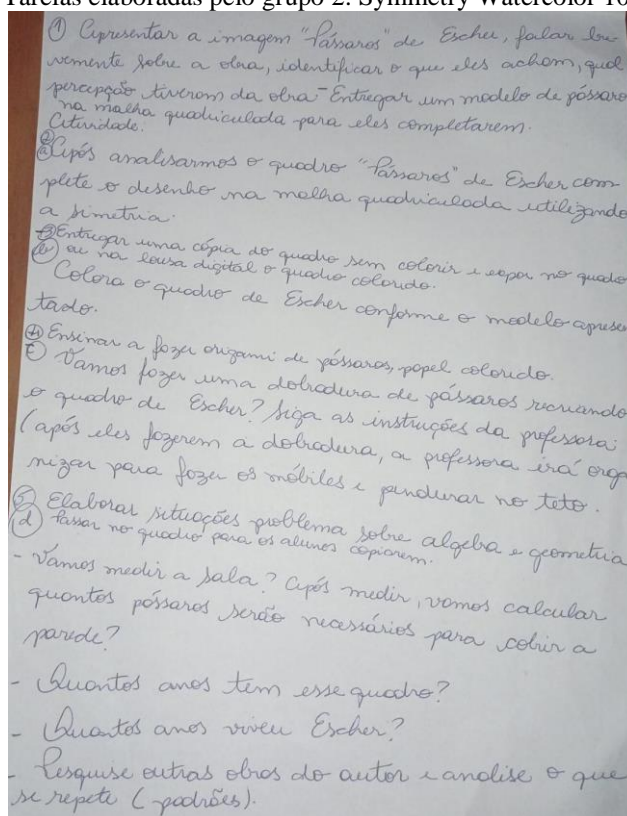 Tarefas elaboradas pelo grupo 2: Symmetry Watercolor 10
① Apresentar a imagem "Pássaros" de Escher, falar bre-
vemente sobre a obra, identificar o que eles acham, qual
percepção tiveram da obra - Entregar um modelo de pássaro
na malha quadriculada para eles completarem.
Atividade:
② a) Após analisarmos o quadro "Pássaros" de Escher com-
plete o desenho na malha quadriculada utilizando
a simetria.
③ Entregar uma cópia do quadro sem colorir e expor no quadro
b) ou na lousa digital o quadro colorido.
Colora o quadro de Escher conforme o modelo apresen
tado.
④ Ensinar a fazer origami de pássaros, papel colorido.
c) Vamos fazer uma dobradura de pássaros recriando
o quadro de Escher? Siga as instruções da professora:
(após eles fazerem a dobradura, a professora irá orga
nizar para fazer os móbiles e pendurar no teto.
⑤ Elaborar situações problema sobre algebra e geometria
d) Passar no quadro para os alunos copiarem.
- Vamos medir a sala? Após medir, vamos calcular
quantos pássaros serão necessários para cobrir a
parede?
- Quantos anos tem esse quadro?
- Quantos anos viveu Escher?
- Pesquise outras obras do autor e analise o que
se repete (padrões).